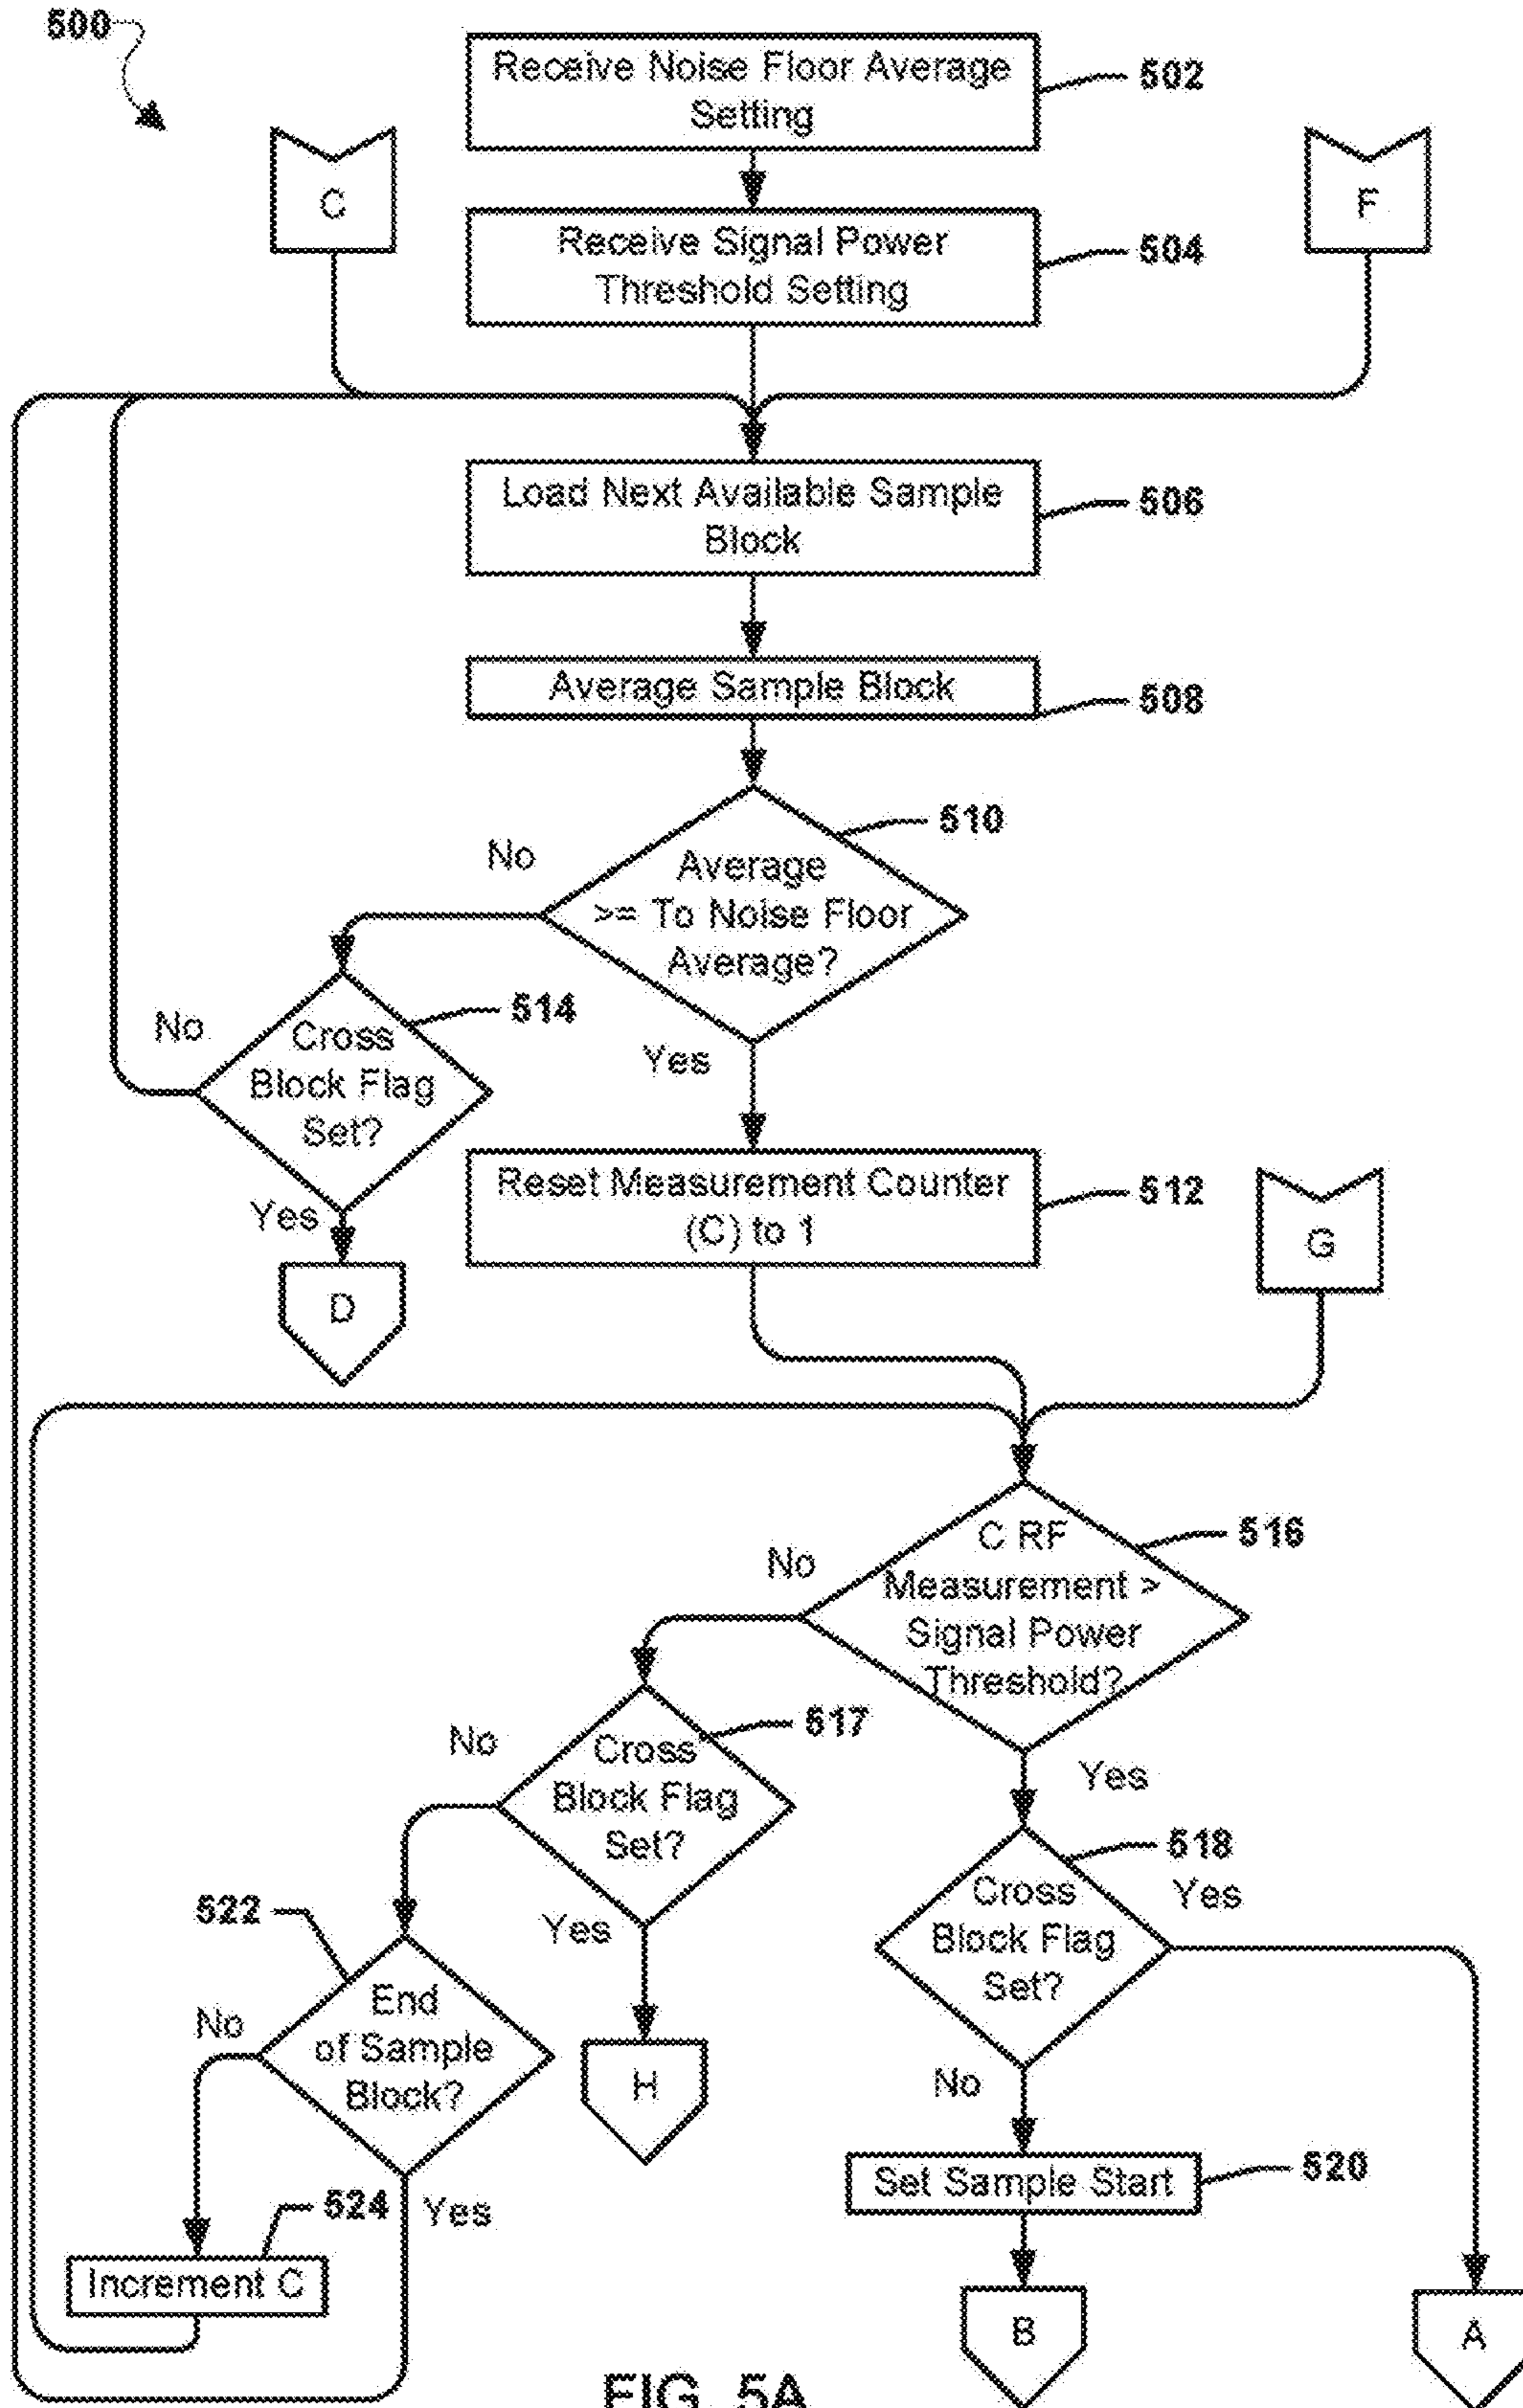 500
Receive Noise Floor Average
Setting
502
C
F
Receive Signal Power
Threshold Setting
504
Load Next Available Sample
Block
506
Average Sample Block
508
510
No
Average
>= To Noise Floor
Average?
514
No
Cross
Block Flag
Set?
Yes
Yes
Reset Measurement Counter
(C) to 1
512
G
D
C RF
Measurement >
Signal Power
Threshold?
516
No
517
No
Cross
Block Flag
Set?
Yes
518
Yes
Cross
Block Flag
Set?
522
Yes
End
of Sample
Block?
No
H
No
Set Sample Start
520
524
Yes
Increment C
B
A
FIG. 5A